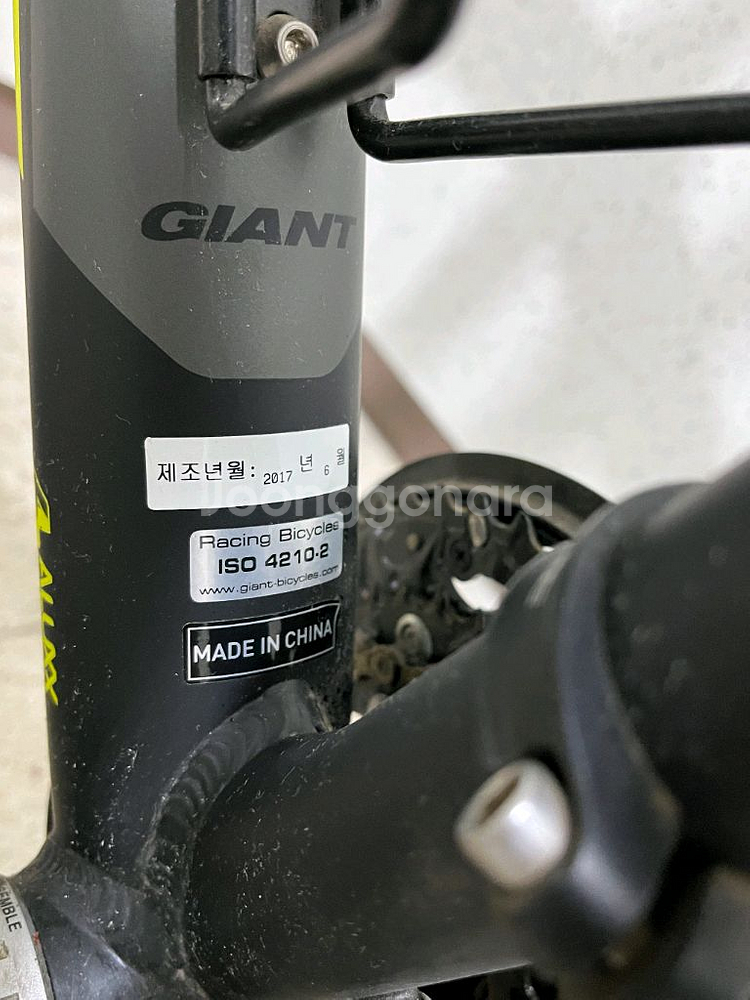 GIANT
제조년월: 2017 년 6 월
Joonggonara
Racing Bicycles
ISO 4210-2
www.giant-bicycles.com
MADE IN CHINA
ALUXX